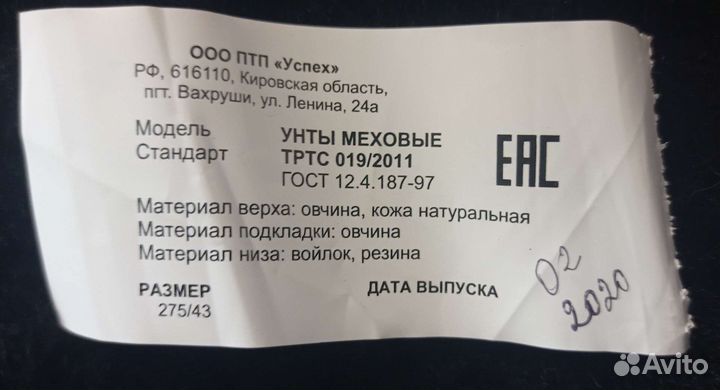 ООО ПТП «Успех»
РФ, 616110, Кировская область,
пгт. Вахруши, ул. Ленина, 24а
Модель УНТЫ МЕХОВЫЕ
Стандарт ТРТС 019/2011
ГОСТ 12.4.187-97
EAC
Материал верха: овчина, кожа натуральная
Материал подкладки: овчина
Материал низа: войлок, резина
РАЗМЕР ДАТА ВЫПУСКА
275/43
02
2020
Avito